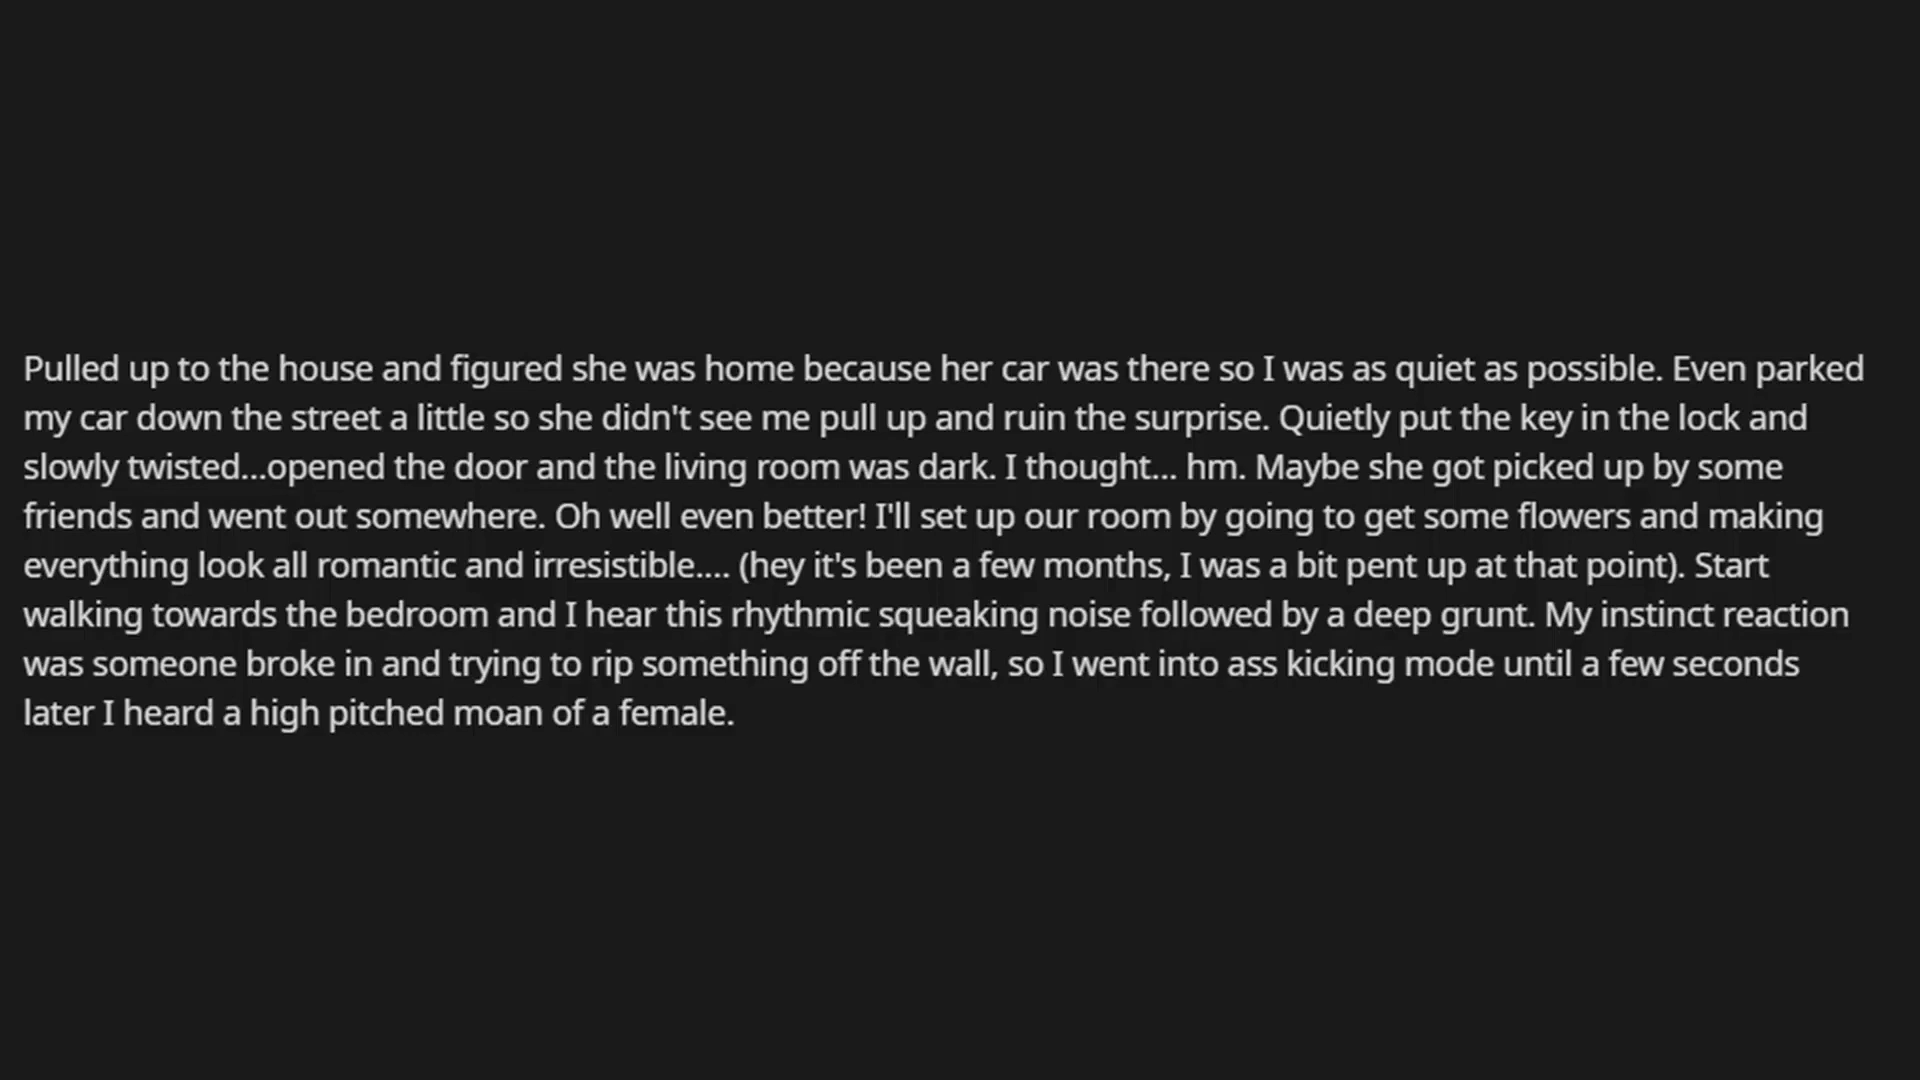 Pulled up to the house and figured she was home because her car was there so I was as quiet as possible. Even parked
my car down the street a little so she didn't see me pull up and ruin the surprise. Quietly put the key in the lock and
slowly twisted...opened the door and the living room was dark. I thought... hm. Maybe she got picked up by some
friends and went out somewhere. Oh well even better! I'll set up our room by going to get some flowers and making
everything look all romantic and irresistible.... (hey it's been a few months, I was a bit pent up at that point). Start
walking towards the bedroom and I hear this rhythmic squeaking noise followed by a deep grunt. My instinct reaction
was someone broke in and trying to rip something off the wall, so I went into ass kicking mode until a few seconds
later I heard a high pitched moan of a female.